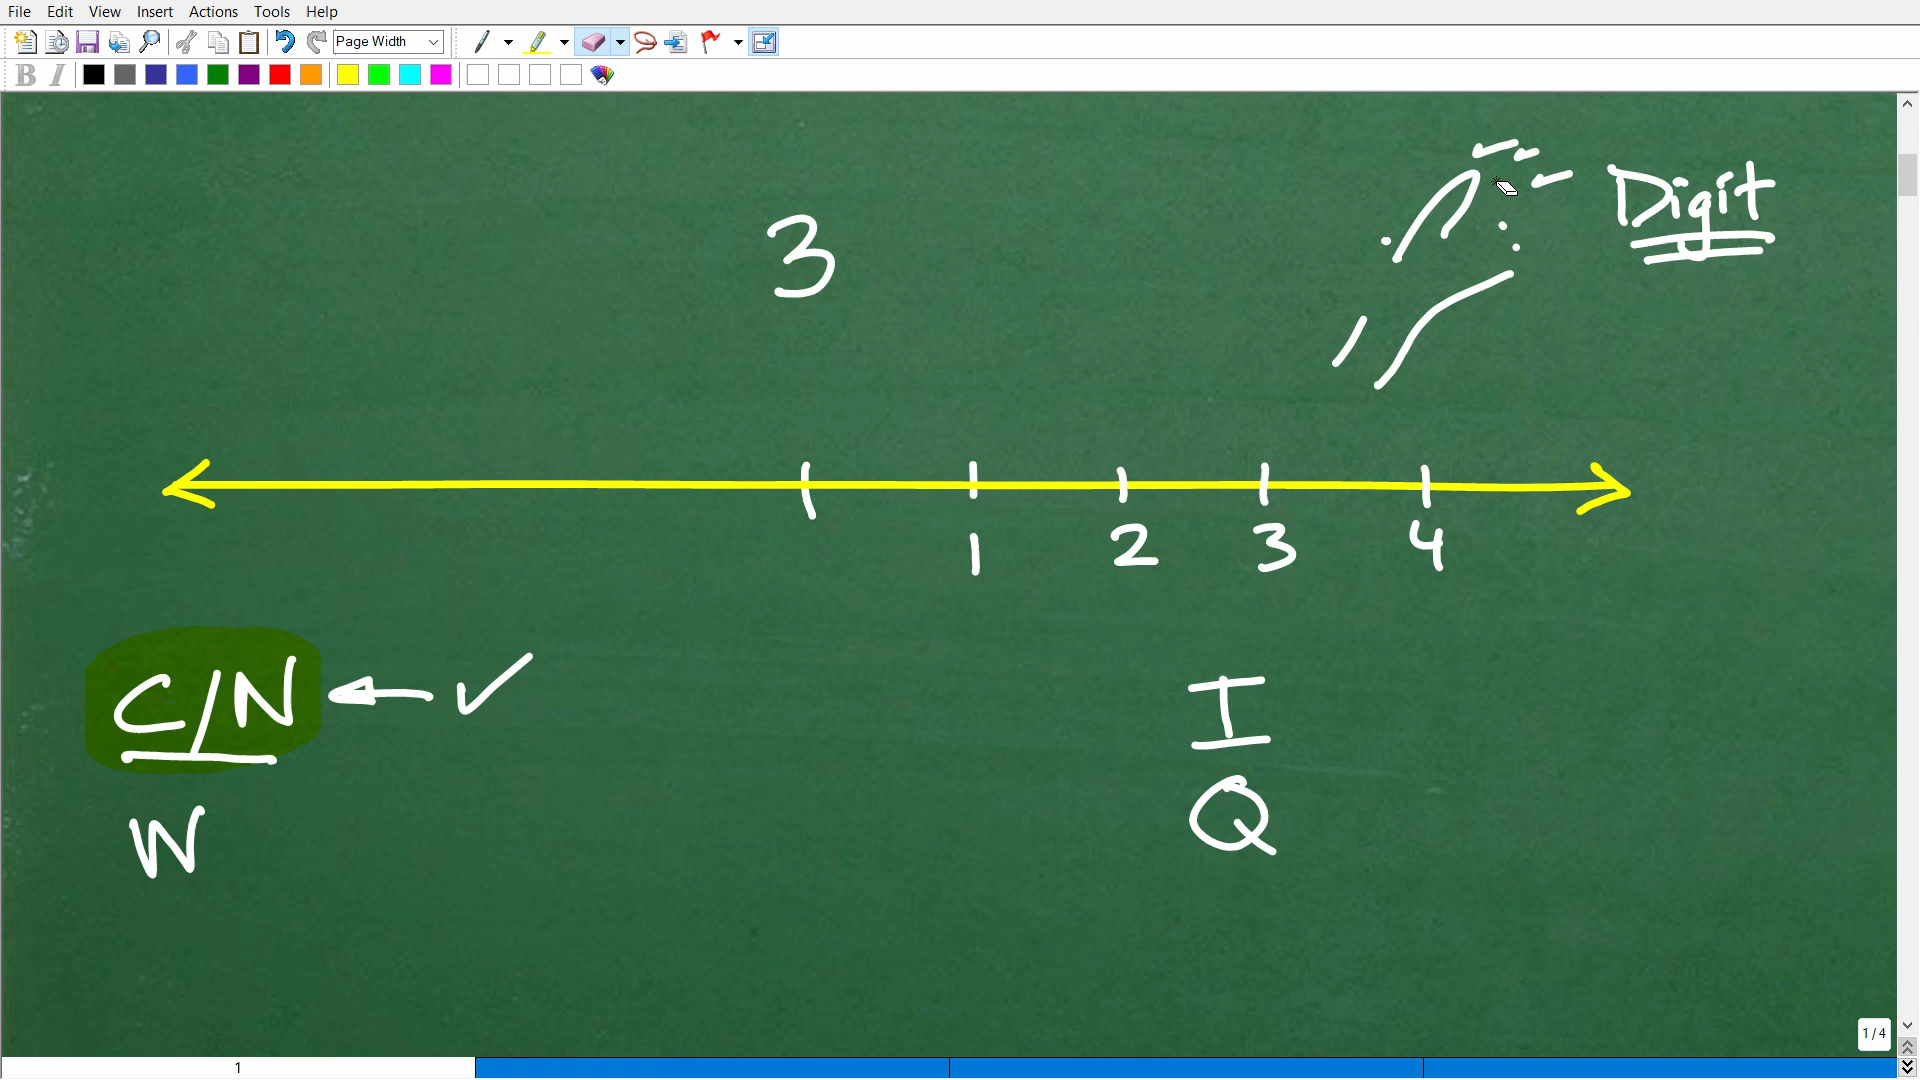 File Edit View Insert Actions Tools Help
Page Width
B I
Digit
3
1 2 3 4
C/N
I
W
Q
1 / 4
1